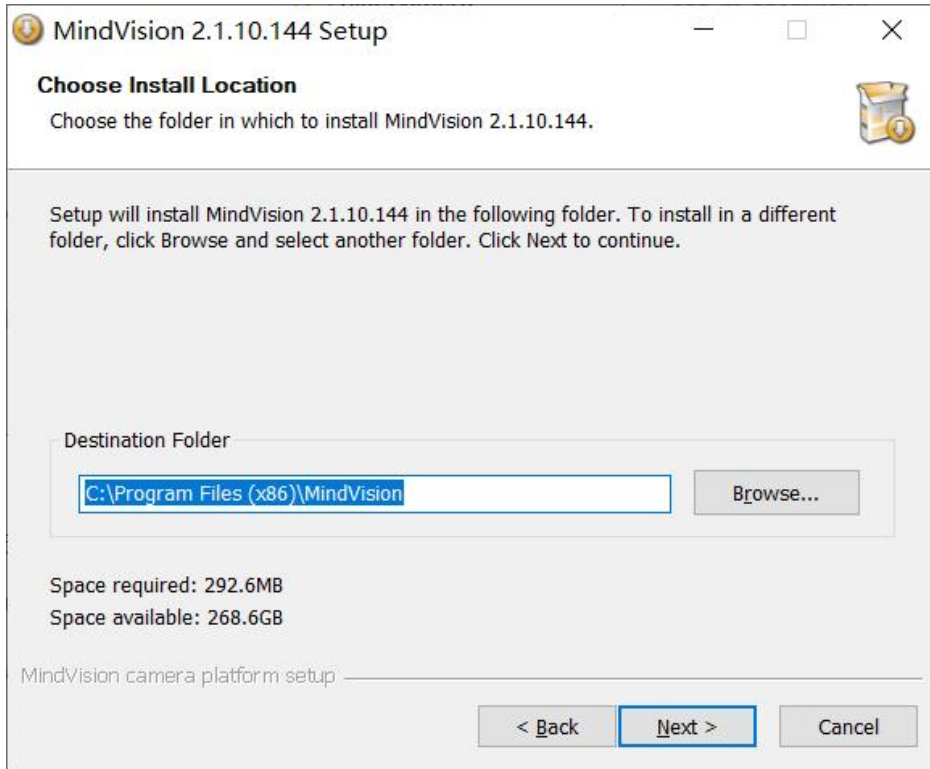 MindVision 2.1.10.144 Setup
Choose Install Location
Choose the folder in which to install MindVision 2.1.10.144.
Setup will install MindVision 2.1.10.144 in the following folder. To install in a different
folder, click Browse and select another folder. Click Next to continue.
Destination Folder
C:\Program Files (x86)\MindVision
Browse...
Space required: 292.6MB
Space available: 268.6GB
MindVision camera platform setup
< Back
Next >
Cancel